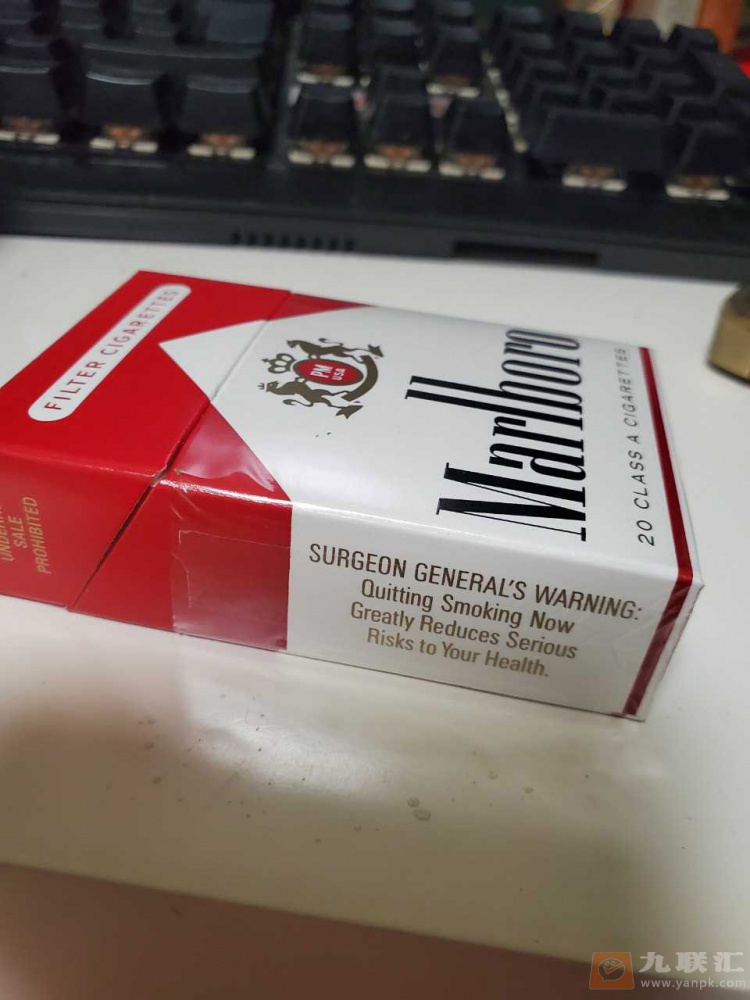 FILTER CIGARETTES
PM
USA
Marlboro
20 CLASS A CIGARETTES
SALE
PROHIBITED
SURGEON GENERAL'S WARNING:
Quitting Smoking Now
Greatly Reduces Serious
Risks to Your Health.
九联汇
www.yanpk.com